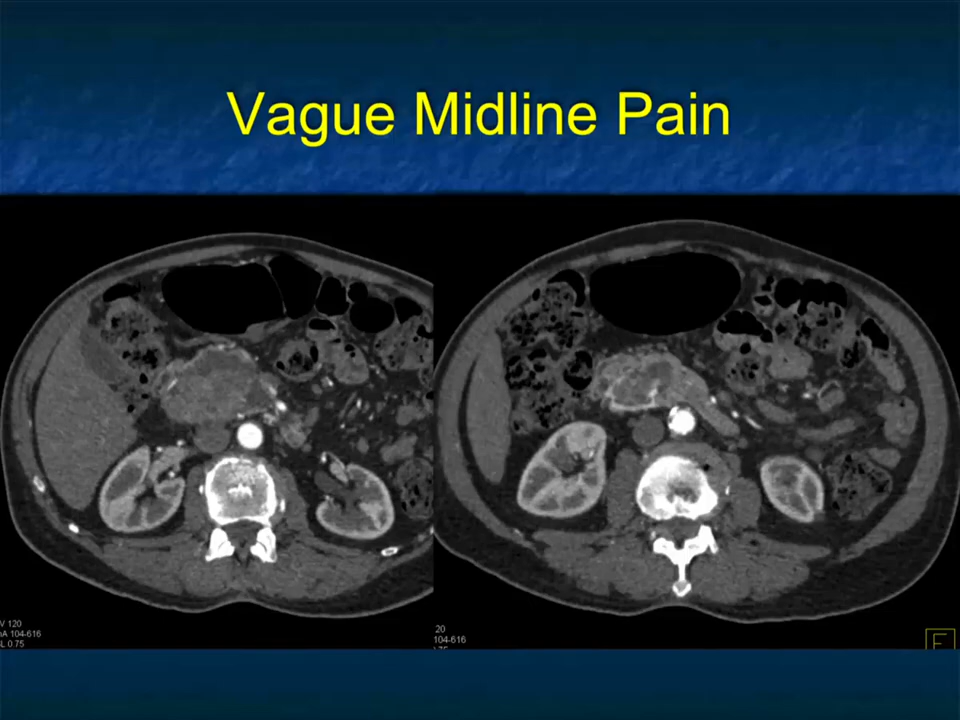 Vague Midline Pain
V 120
A 104-616
L 0.75
20
104-616
F